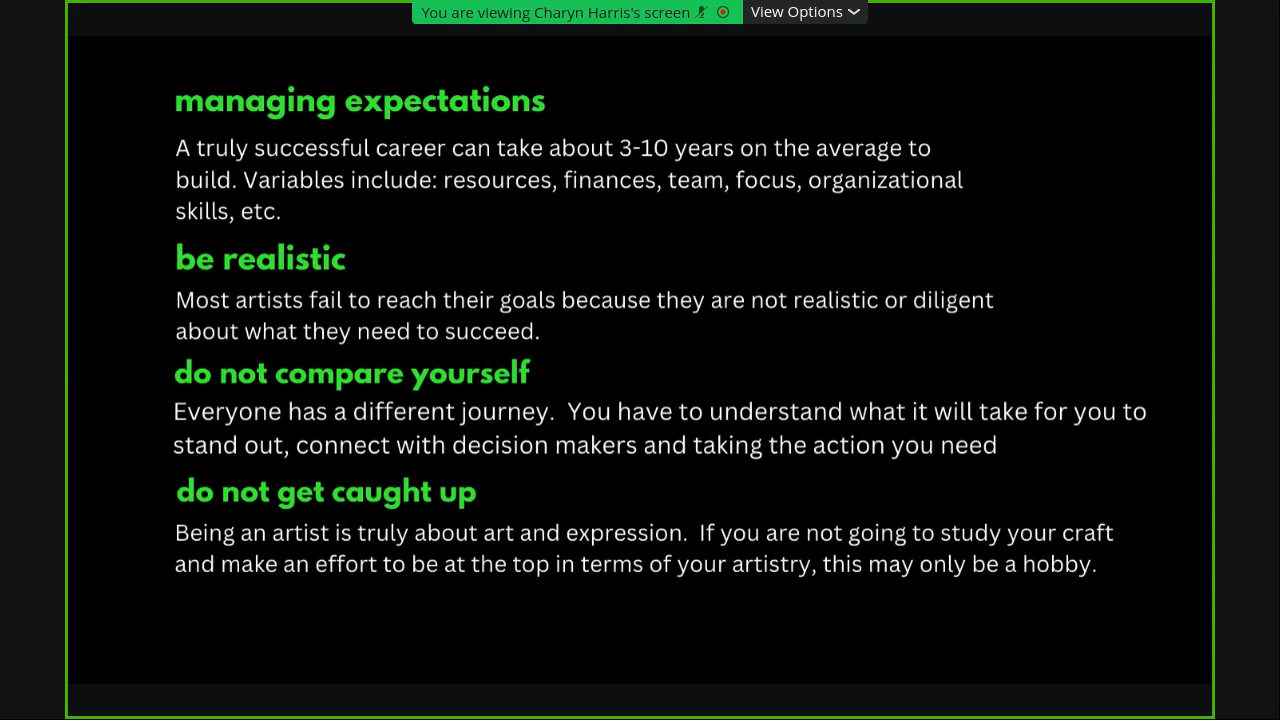 You are viewing Charyn Harris's screen View Options
managing expectations
A truly successful career can take about 3-10 years on the average to
build. Variables include: resources, finances, team, focus, organizational
skills, etc.
be realistic
Most artists fail to reach their goals because they are not realistic or diligent
about what they need to succeed.
do not compare yourself
Everyone has a different journey.  You have to understand what it will take for you to
stand out, connect with decision makers and taking the action you need
do not get caught up
Being an artist is truly about art and expression.  If you are not going to study your craft
and make an effort to be at the top in terms of your artistry, this may only be a hobby.